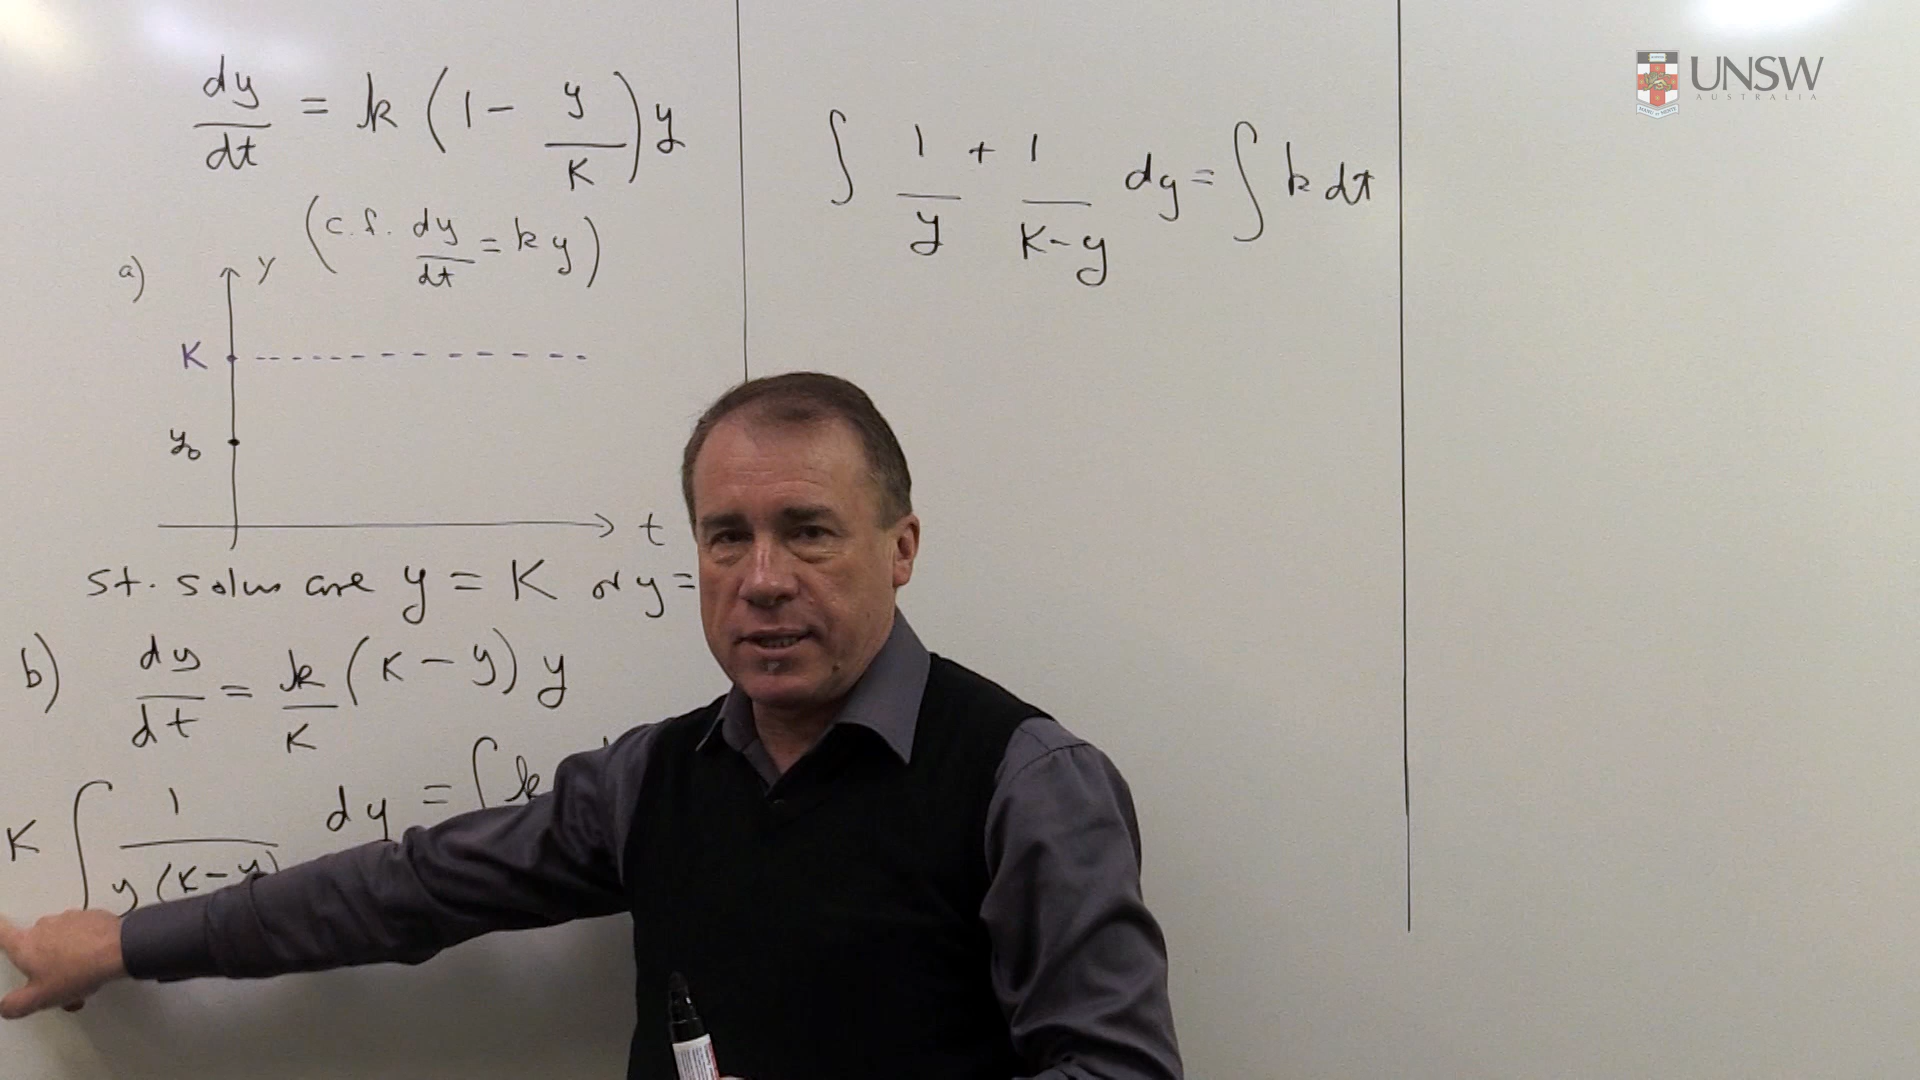 dy/dt = k (1 - y/K) y
(c.f. dy/dt = k y)
a)
y
K
y₀
t
st. solns are y = K or y =
b) dy/dt = k/K (K - y) y
K ∫ 1/(y (K - y)) dy = ∫ k
∫ 1/y + 1/(K - y) dy = ∫ k dt
UNSW
AUSTRALIA